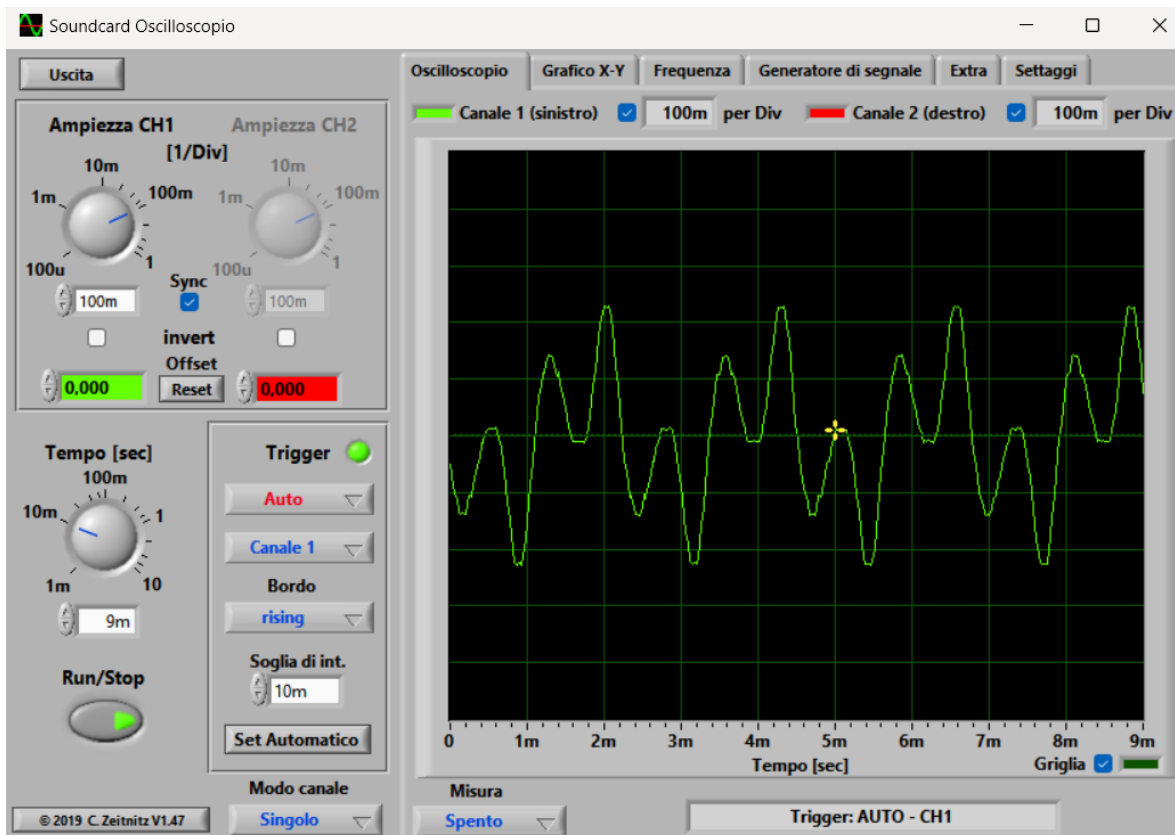 Soundcard Oscilloscopio
Uscita
Ampiezza CH1
Ampiezza CH2
[1/Div]
10m
1m
100m
100u
1
10m
1m
100m
100u
1
Sync
100m
100m
invert
Offset
0,000
Reset
0,000
Tempo [sec]
100m
10m
1
1m
10
9m
Run/Stop
Trigger
Auto
Canale 1
Bordo
rising
Soglia di int.
10m
Set Automatico
© 2019 C. Zeitnitz V1.47
Modo canale
Singolo
Oscilloscopio Grafico X-Y Frequenza Generatore di segnale Extra Settaggi
Canale 1 (sinistro) 100m per Div Canale 2 (destro) 100m per Div
0 1m 2m 3m 4m 5m 6m 7m 8m 9m
Tempo [sec]
Griglia
Misura
Spento
Trigger: AUTO - CH1